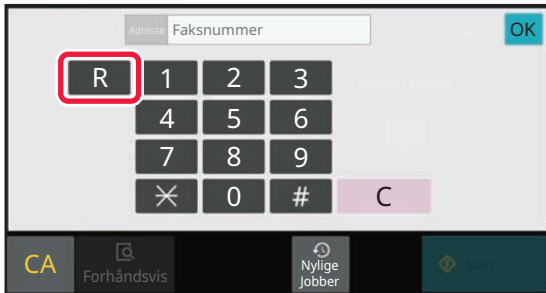 Adresse Faksnummer OK
R 1 2 3
4 5 6
7 8 9
* 0 #  C
CA Forhåndsvis Nylige Jobber Start